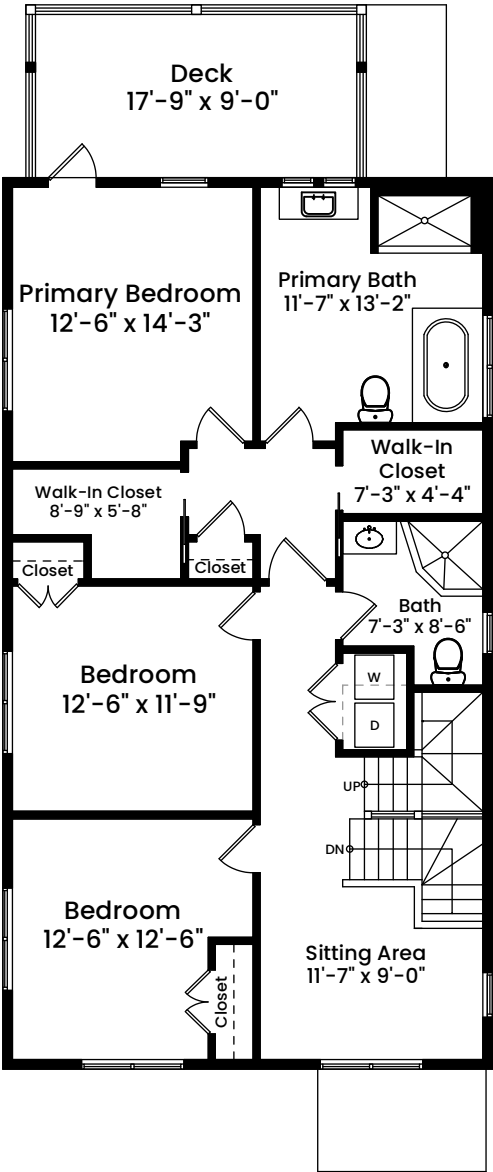 Deck
17'-9" x 9'-0"
Primary Bedroom
12'-6" x 14'-3"
Primary Bath
11'-7" x 13'-2"
Walk-In
Closet
7'-3" x 4'-4"
Walk-In Closet
8'-9" x 5'-8"
Closet
Closet
Bath
7'-3" x 8'-6"
Bedroom
12'-6" x 11'-9"
W
D
UP
DN
Bedroom
12'-6" x 12'-6"
Closet
Sitting Area
11'-7" x 9'-0"